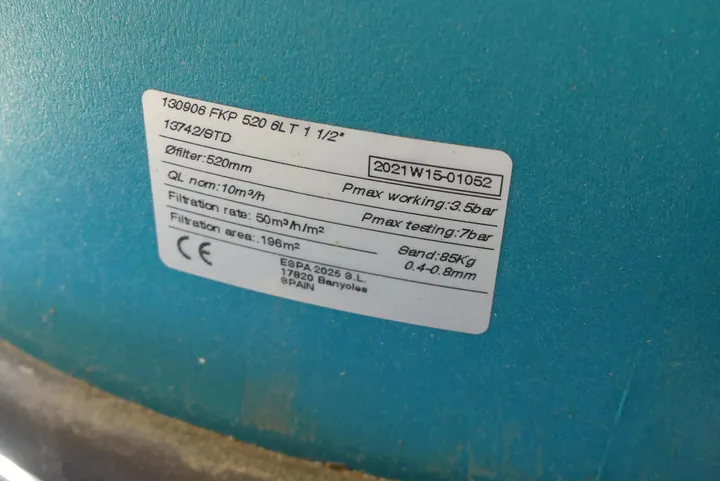 130906 FKP 520 6LT 1 1/2"
13742/STD
2021W15-01052
Øfilter:520mm
Pmax working:3.5bar
QL nom:10m³/h
Pmax testing:7bar
Filtration rate: 50m³/h/m²
Sand:85Kg
0.4-0.8mm
Filtration area:.196m²
CE
ESPA 2025 S.L.
17820 Banyoles
SPAIN